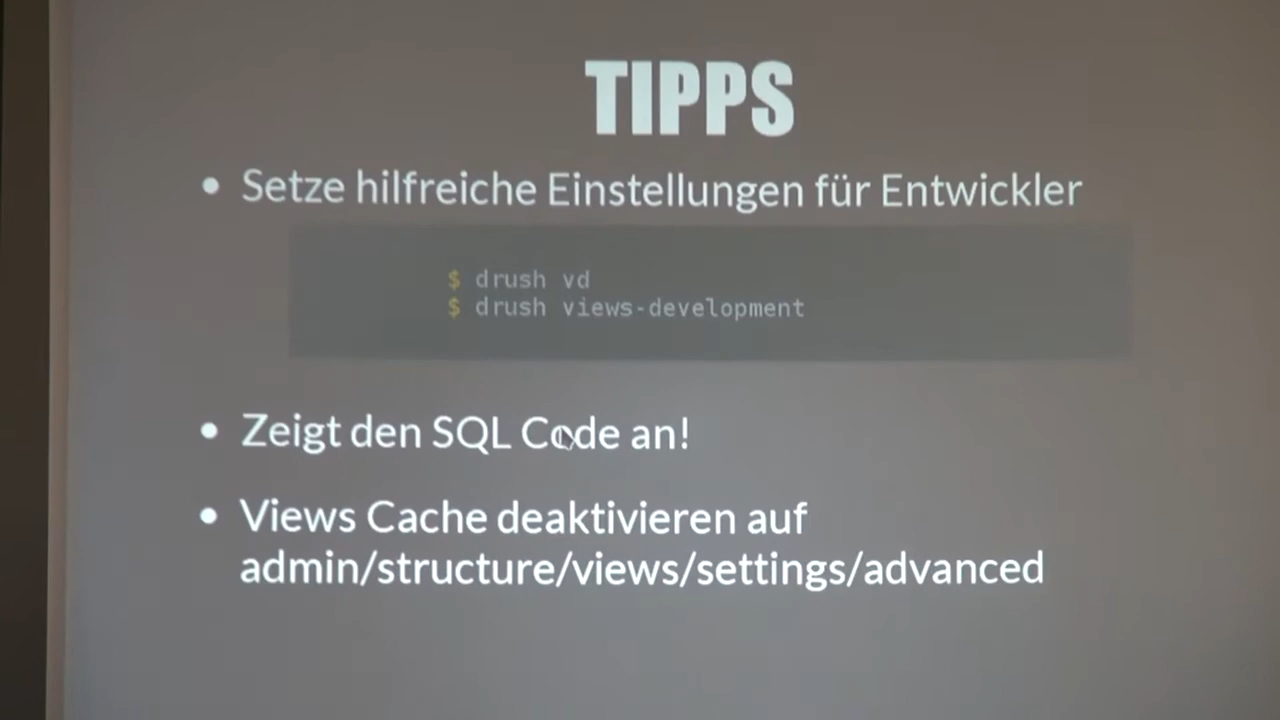 TIPPS
• Setze hilfreiche Einstellungen für Entwickler
$ drush vd
$ drush views-development
• Zeigt den SQL Code an!
• Views Cache deaktivieren auf
admin/structure/views/settings/advanced